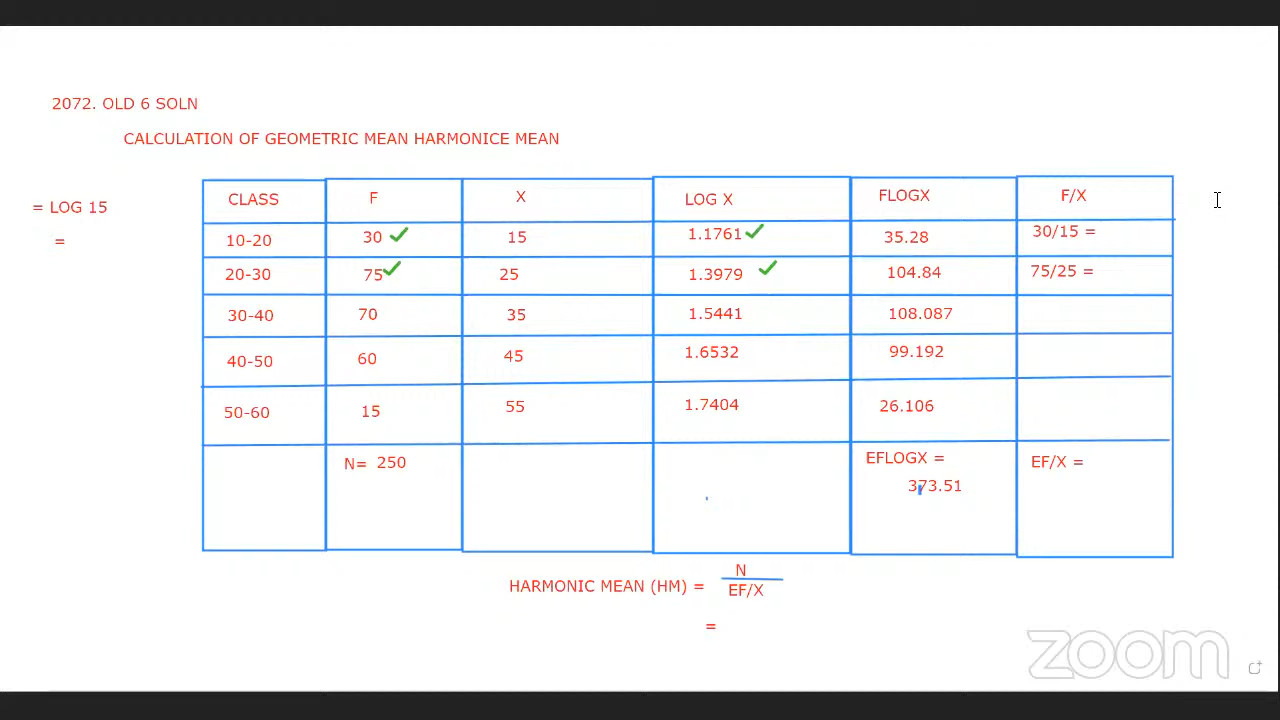 2072. OLD 6 SOLN
CALCULATION OF GEOMETRIC MEAN HARMONICE MEAN
= LOG 15
=
CLASS F X LOG X FLOGX F/X
10-20 30 15 1.1761 35.28 30/15 =
20-30 75 25 1.3979 104.84 75/25 =
30-40 70 35 1.5441 108.087
40-50 60 45 1.6532 99.192
50-60 15 55 1.7404 26.106
N= 250 EFLOGX = EF/X =
373.51
HARMONIC MEAN (HM) = N
EF/X
=
zoom